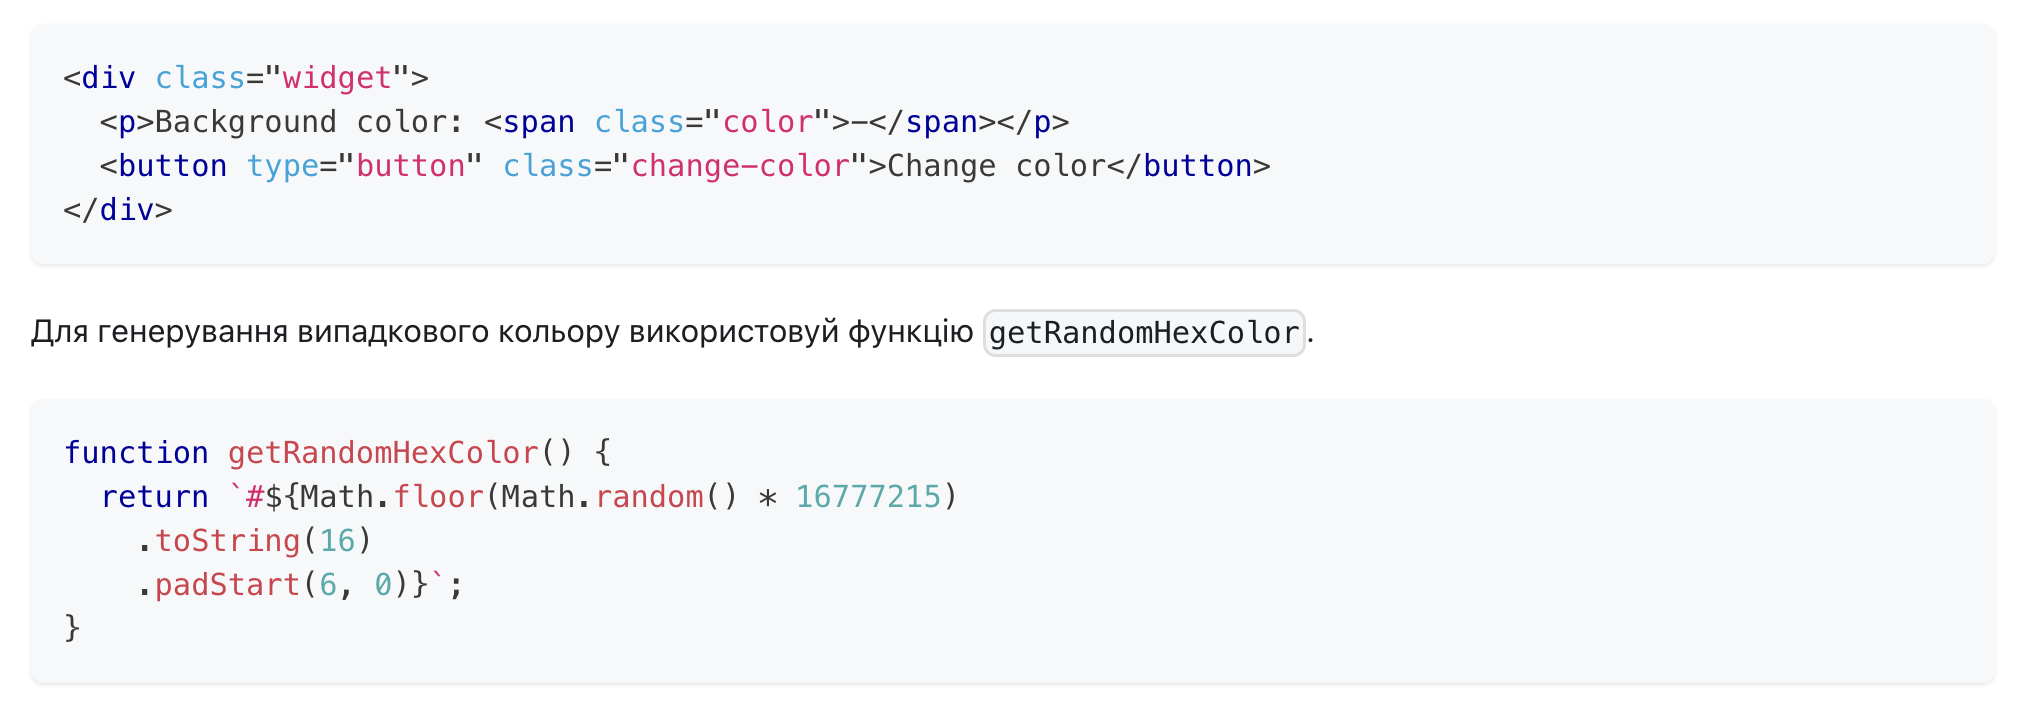 <div class="widget">
  <p>Background color: <span class="color">-</span></p>
  <button type="button" class="change-color">Change color</button>
</div>
Для генерування випадкового кольору використовуй функцію getRandomHexColor.
function getRandomHexColor() {
  return `#${Math.floor(Math.random() * 16777215)
    .toString(16)
    .padStart(6, 0)}`;
}